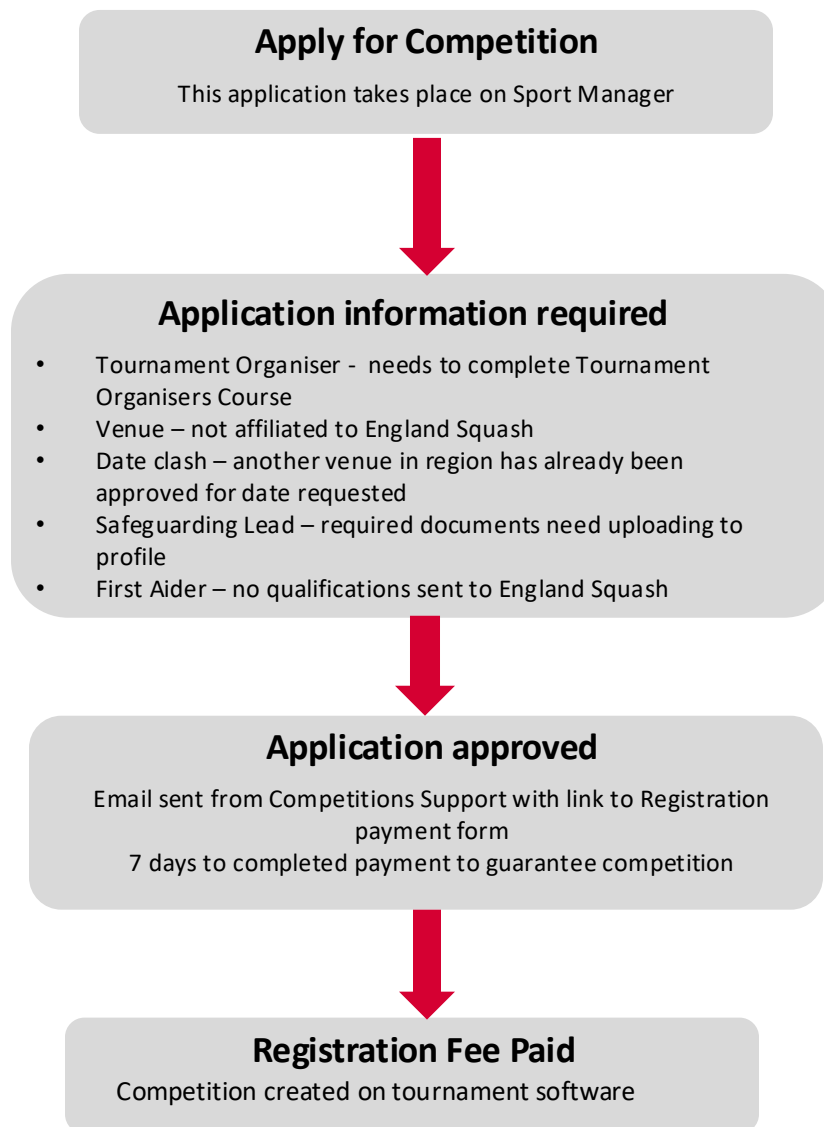 Apply for Competition
This application takes place on Sport Manager
Application information required
• Tournament Organiser - needs to complete Tournament
Organisers Course
• Venue – not affiliated to England Squash
• Date clash – another venue in region has already been
approved for date requested
• Safeguarding Lead – required documents need uploading to
profile
• First Aider – no qualifications sent to England Squash
Application approved
Email sent from Competitions Support with link to Registration
payment form
7 days to completed payment to guarantee competition
Registration Fee Paid
Competition created on tournament software